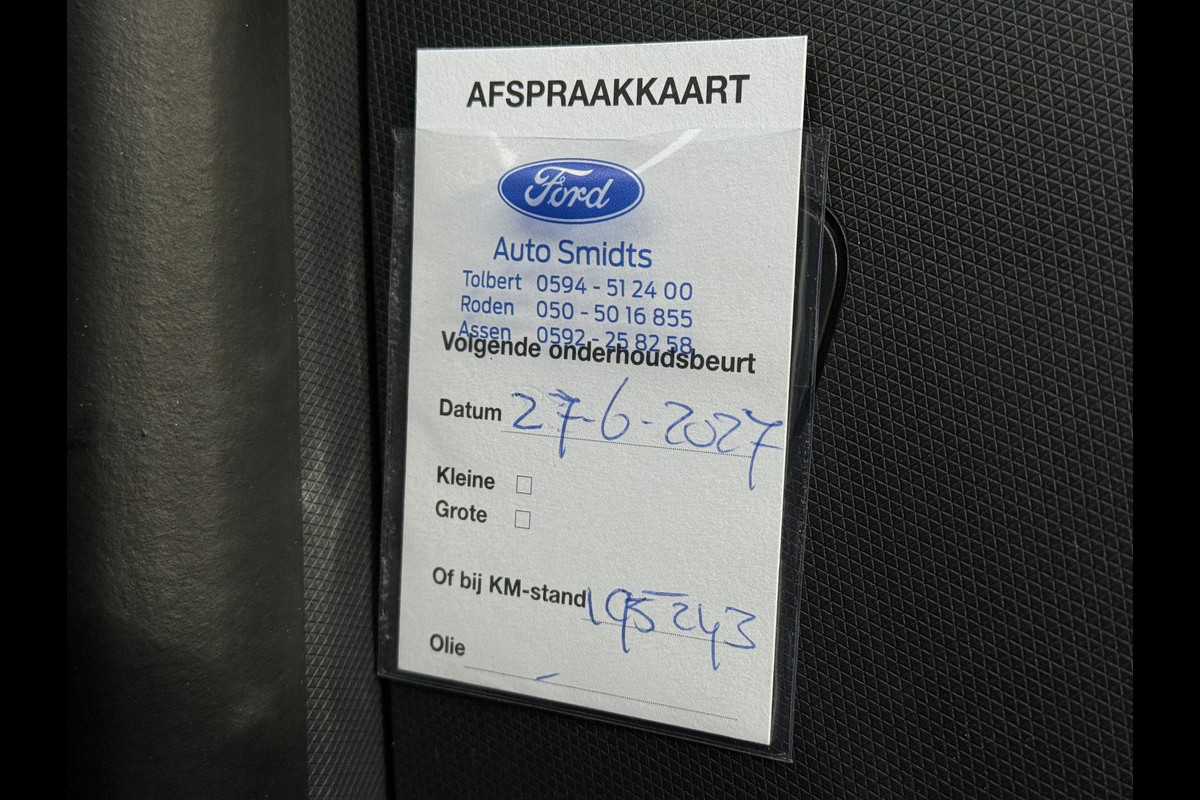 AFSPRAAKKAART
Ford
Auto Smidts
Tolbert 0594 - 51 24 00
Roden 050 - 50 16 855
Assen 0592 - 25 82 58
Volgende onderhoudsbeurt
Datum 27-6-2027
Kleine
Grote
Of bij KM-stand
Olie